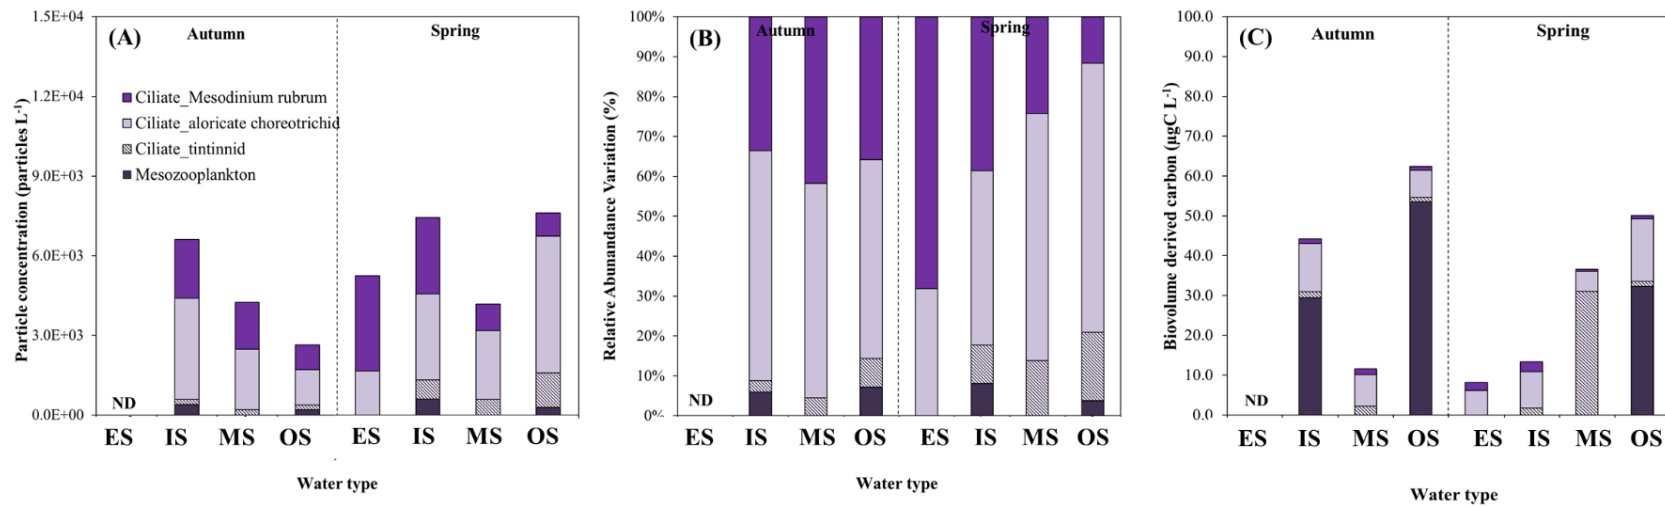 (A)
Autumn
Spring
1.5E+04
1.2E+04
9.0E+03
6.0E+03
3.0E+03
0.0E+00
Particle concentration (particles L-1)
Ciliate_Mesodinium rubrum
Ciliate_aloricate choreotrichid
Ciliate_tintinnid
Mesozooplankton
ND
ES IS MS OS ES IS MS OS
Water type
(B)
Autumn
Spring
100%
90%
80%
70%
60%
50%
40%
30%
20%
10%
0%
Relative Abunandance Variation (%)
ND
ES IS MS OS ES IS MS OS
Water type
(C)
Autumn
Spring
100.0
90.0
80.0
70.0
60.0
50.0
40.0
30.0
20.0
10.0
0.0
Biovolume derived carbon (µgC L-1)
ND
ES IS MS OS ES IS MS OS
Water type